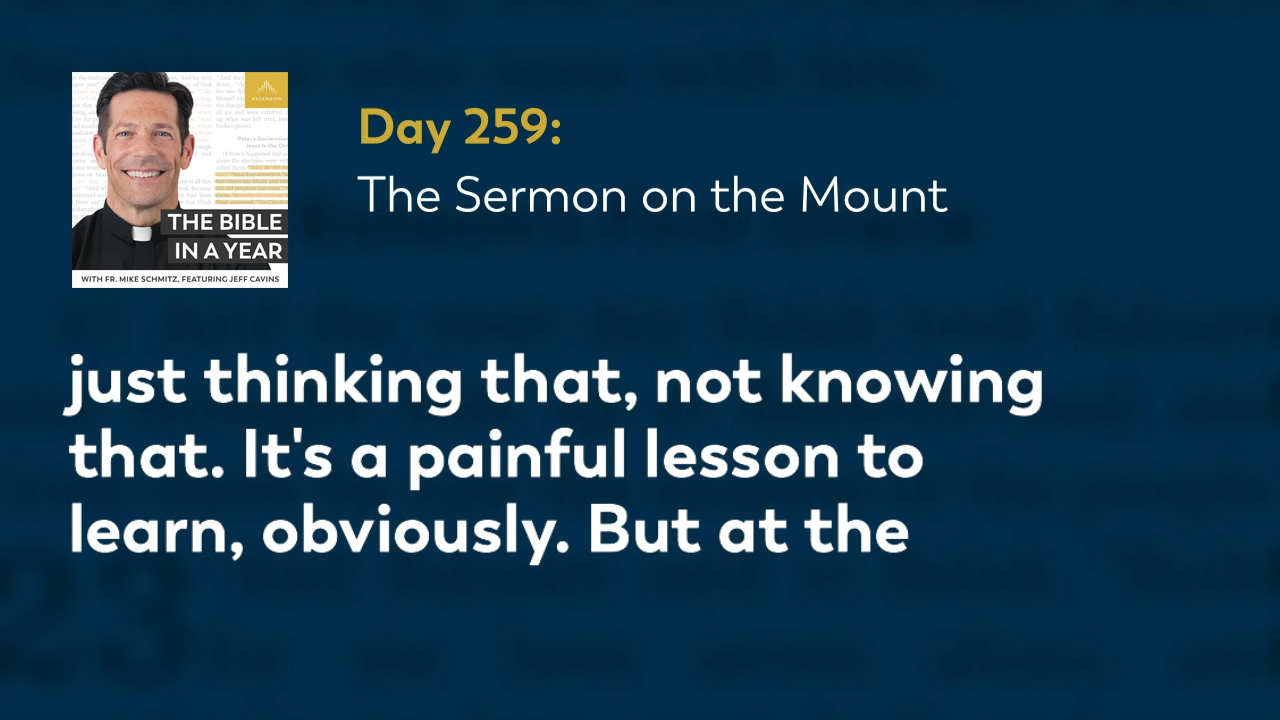 ASCENSION
Day 259:
The Sermon on the Mount
THE BIBLE
IN A YEAR
WITH FR. MIKE SCHMITZ, FEATURING JEFF CAVINS
just thinking that, not knowing
that. It's a painful lesson to
learn, obviously. But at the